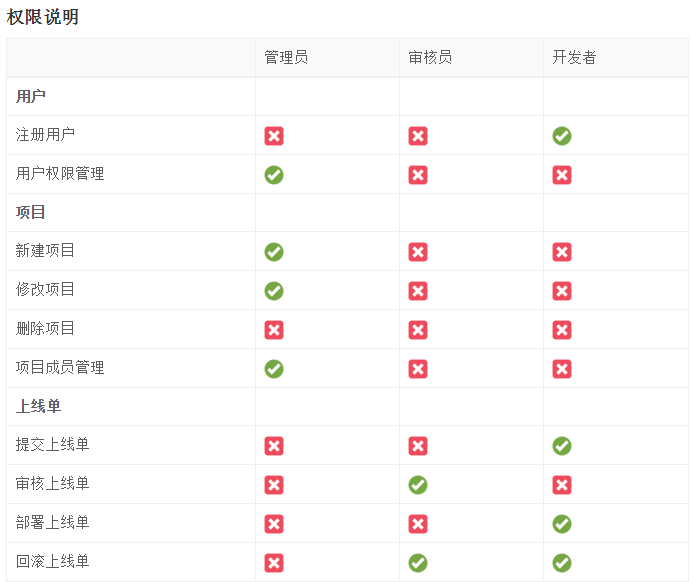 权限说明
管理员 审核员 开发者
用户
注册用户
用户权限管理
项目
新建项目
修改项目
删除项目
项目成员管理
上线单
提交上线单
审核上线单
部署上线单
回滚上线单